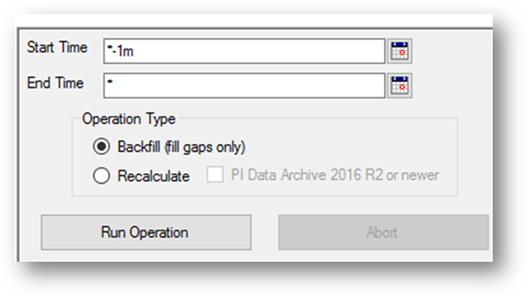 Start Time *-1m
End Time *
Operation Type
Backfill (fill gaps only)
Recalculate PI Data Archive 2016 R2 or newer
Run Operation Abort